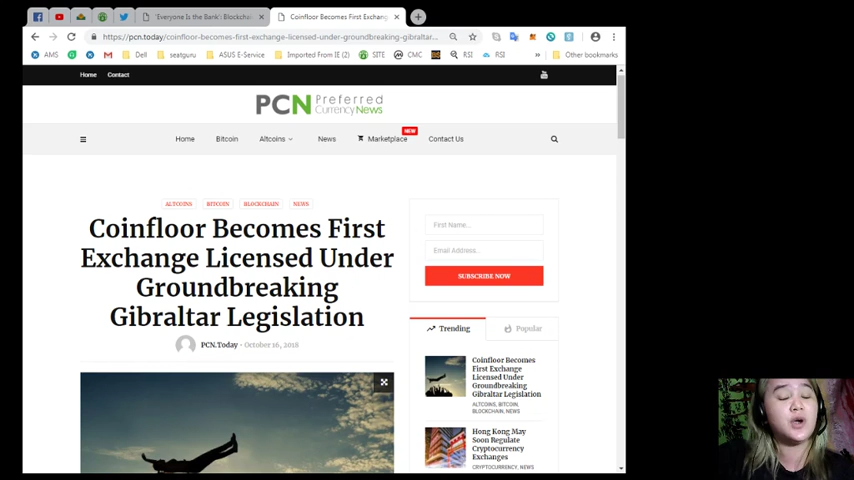 'Everyone Is the Bank': Blockchain
Coinfloor Becomes First Exchang
https://pcn.today/coinfloor-becomes-first-exchange-licensed-under-groundbreaking-gibraltar...
AMS
Dell
seatguru
ASUS E-Service
Imported From IE (2)
SITE
CMC
RSI
RSI
»
Other bookmarks
Home
Contact
PCN Preferred
Currency News
Home
Bitcoin
Altcoins
News
Marketplace
NEW
Contact Us
ALTCOINS
BITCOIN
BLOCKCHAIN
NEWS
Coinfloor Becomes First
Exchange Licensed Under
Groundbreaking
Gibraltar Legislation
PCN.Today - October 16, 2018
First Name...
Email Address..
SUBSCRIBE NOW
Trending
Popular
Coinfloor Becomes
First Exchange
Licensed Under
Groundbreaking
Gibraltar Legislation
ALTCOINS, BITCOIN,
BLOCKCHAIN, NEWS
Hong Kong May
Soon Regulate
Cryptocurrency
Exchanges
CRYPTOCURRENCY, NEWS